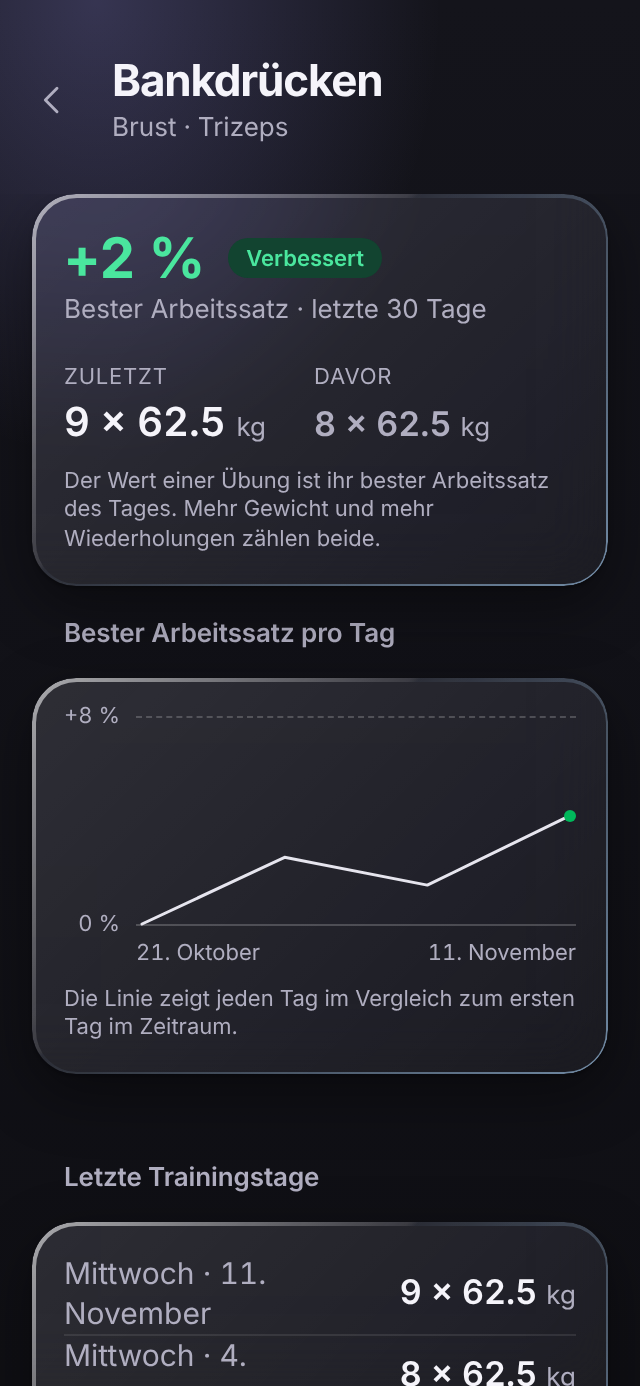 Bankdrücken
Brust · Trizeps
+2 % Verbessert
Bester Arbeitssatz · letzte 30 Tage
ZULETZT DAVOR
9 × 62.5 kg 8 × 62.5 kg
Der Wert einer Übung ist ihr bester Arbeitssatz
des Tages. Mehr Gewicht und mehr
Wiederholungen zählen beide.
Bester Arbeitssatz pro Tag
+8 %
0 %
21. Oktober 11. November
Die Linie zeigt jeden Tag im Vergleich zum ersten
Tag im Zeitraum.
Letzte Trainingstage
Mittwoch · 11.
November
9 × 62.5 kg
Mittwoch · 4.
8 × 62.5 kg